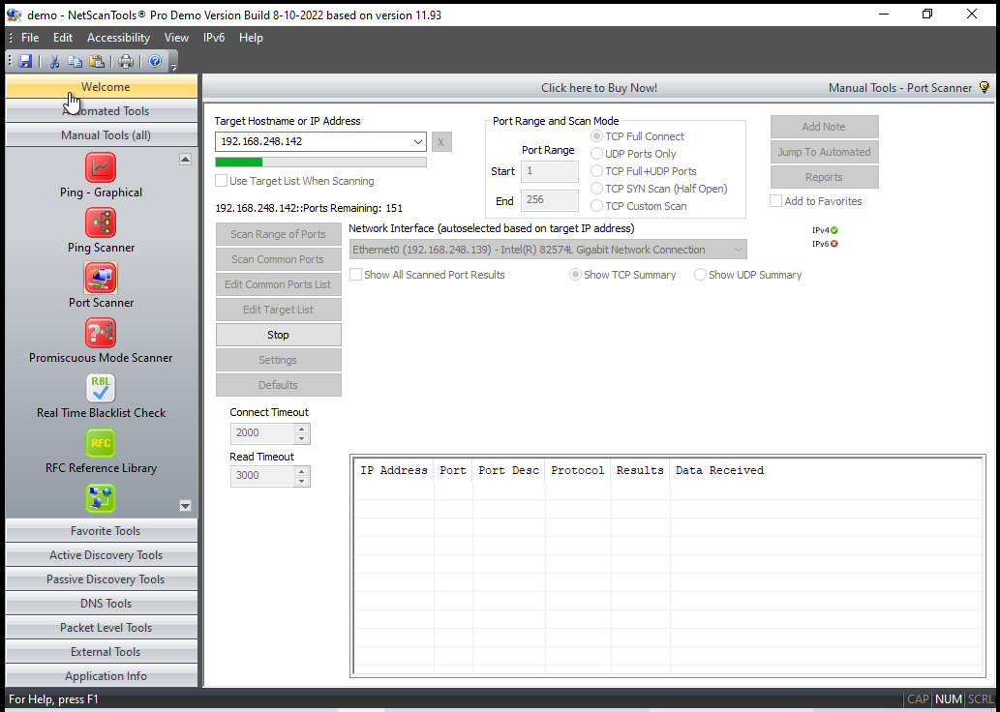 demo - NetScanTools® Pro Demo Version Build 8-10-2022 based on version 11.93
File Edit Accessibility View IPv6 Help
Welcome
Click here to Buy Now!
Manual Tools - Port Scanner
Automated Tools
Manual Tools (all)
Ping - Graphical
Ping Scanner
Port Scanner
Promiscuous Mode Scanner
RBL
Real Time Blacklist Check
RFC
RFC Reference Library
Favorite Tools
Active Discovery Tools
Passive Discovery Tools
DNS Tools
Packet Level Tools
External Tools
Application Info
Target Hostname or IP Address
192.168.248.142
X
Use Target List When Scanning
192.168.248.142::Ports Remaining: 151
Port Range and Scan Mode
Port Range
Start 1
End 256
TCP Full Connect
UDP Ports Only
TCP Full+UDP Ports
TCP SYN Scan (Half Open)
TCP Custom Scan
Add Note
Jump To Automated
Reports
Add to Favorites
Scan Range of Ports
Scan Common Ports
Edit Common Ports List
Edit Target List
Stop
Settings
Defaults
Network Interface (autoselected based on target IP address)
Ethernet0 (192.168.248.139) - Intel(R) 82574L Gigabit Network Connection
IPv4
IPv6
Show All Scanned Port Results
Show TCP Summary
Show UDP Summary
Connect Timeout
2000
Read Timeout
3000
IP Address Port Port Desc Protocol Results Data Received
For Help, press F1
CAP NUM SCRL